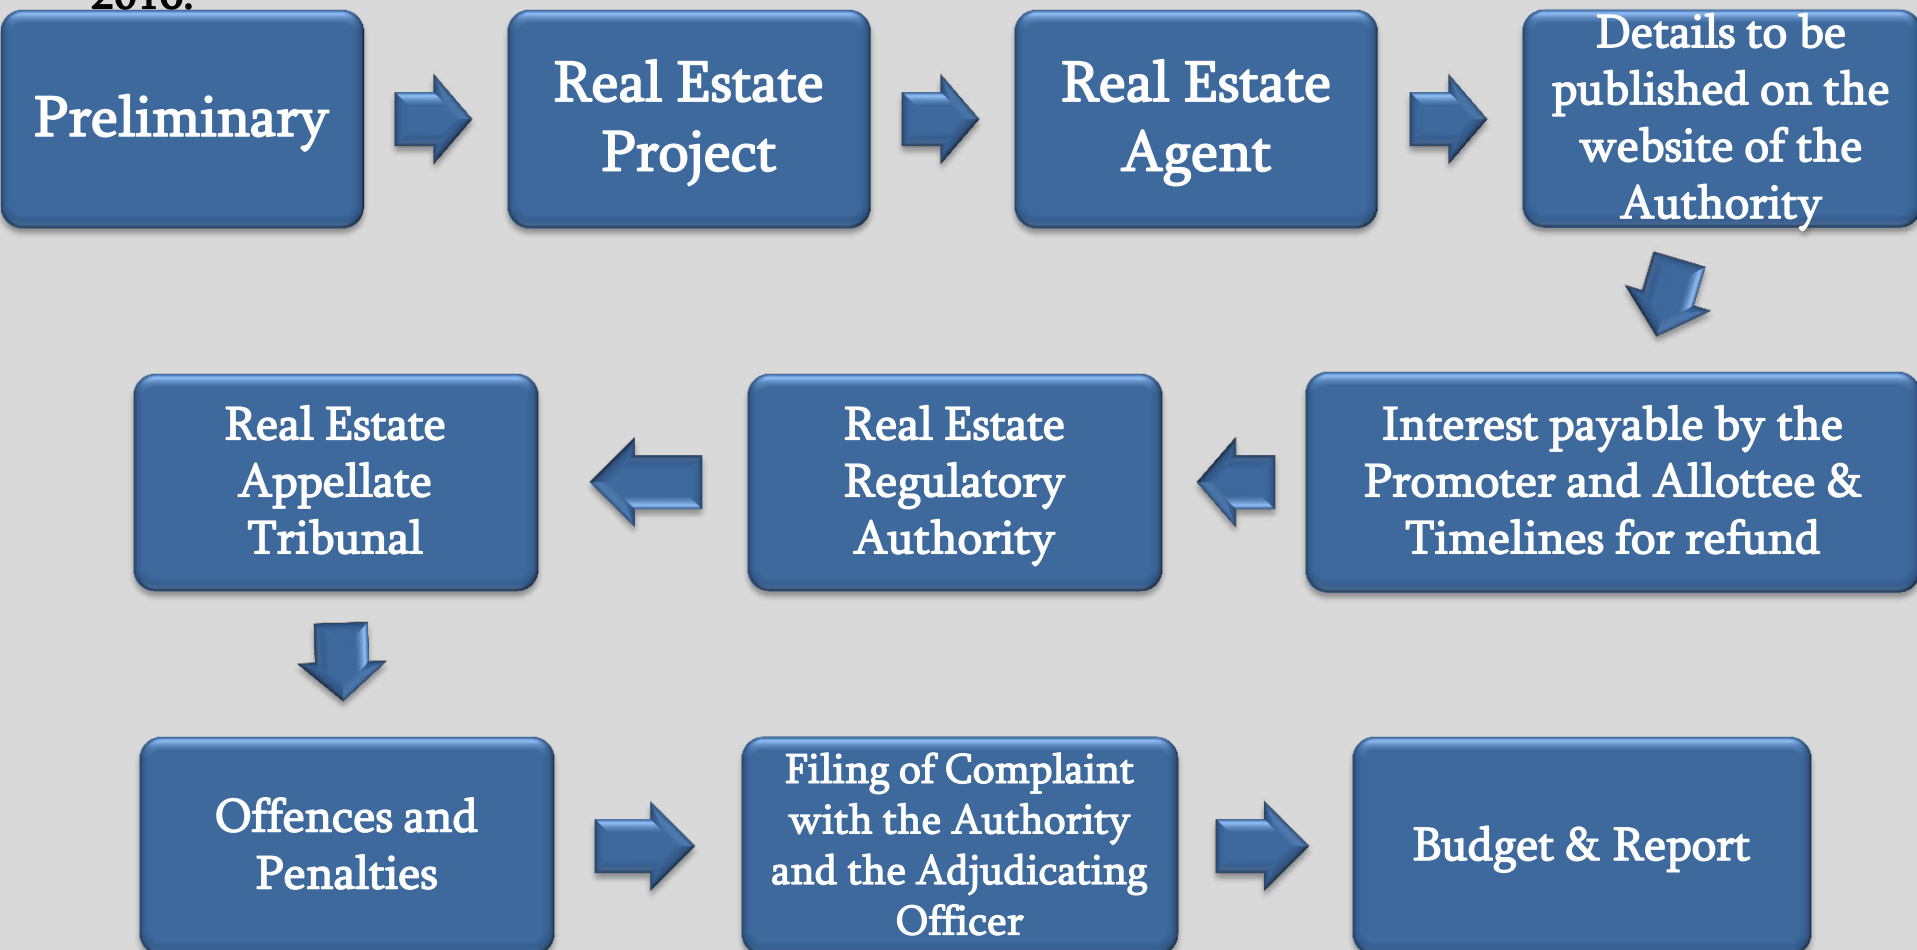 2016.
Preliminary
Real Estate
Project
Real Estate
Agent
Details to be
published on the
website of the
Authority
Interest payable by the
Promoter and Allottee &
Timelines for refund
Real Estate
Regulatory
Authority
Real Estate
Appellate
Tribunal
Offences and
Penalties
Filing of Complaint
with the Authority
and the Adjudicating
Officer
Budget & Report